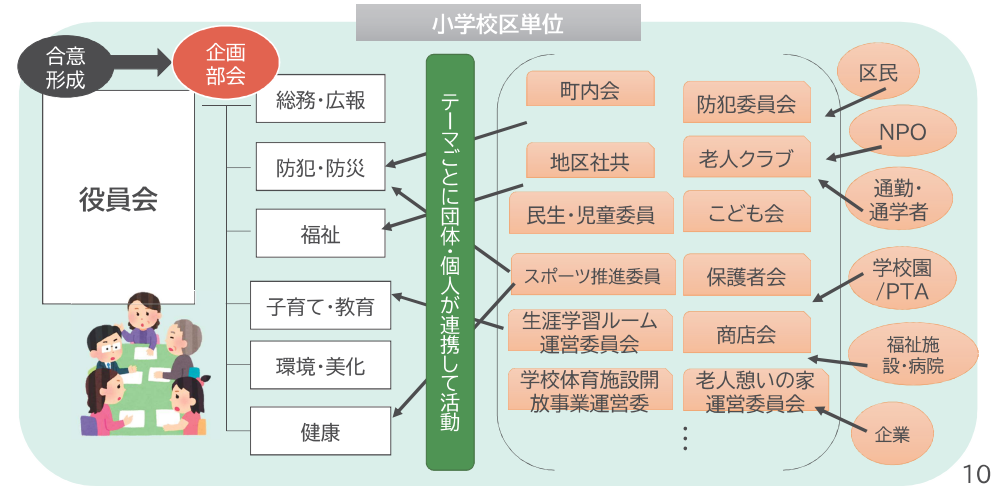 小学校区単位
合意
形成
企画
部会
役員会
総務・広報
防犯・防災
福祉
子育て・教育
環境・美化
健康
テーマごとに団体・個人が連携して活動
町内会
地区社共
民生・児童委員
スポーツ推進委員
生涯学習ルーム
運営委員会
学校体育施設開
放事業運営委
防犯委員会
老人クラブ
こども会
保護者会
商店会
老人憩いの家
運営委員会
⋮
区民
NPO
通勤・
通学者
学校園
/PTA
福祉施
設・病院
企業
10